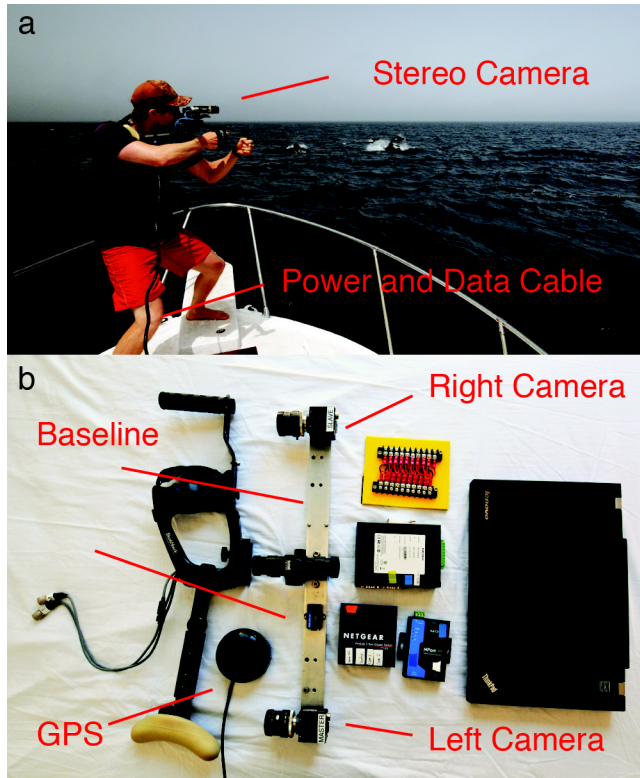 a
Stereo Camera
Power and Data Cable
b
Right Camera
SLAVE
Baseline
lenovo
NETGEAR
ThinkPad
GPS
MASTER
Left Camera